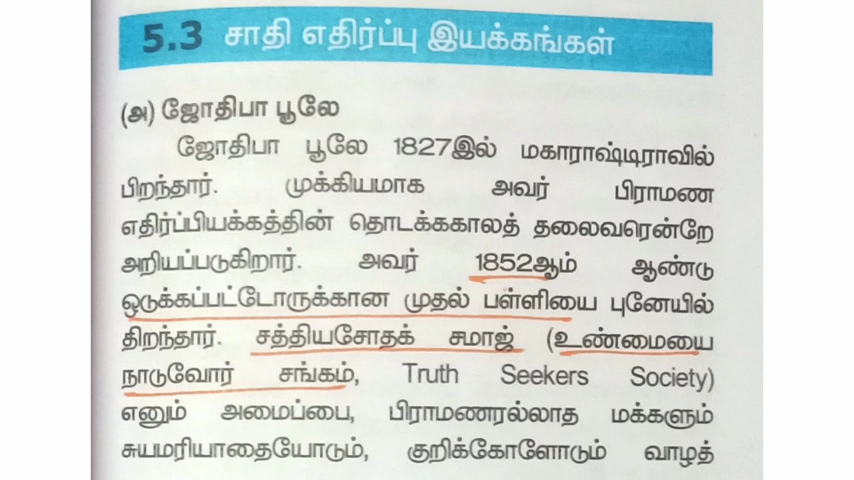 5.3 சாதி எதிர்ப்பு இயக்கங்கள்
(அ) ஜோதிபா பூலே
ஜோதிபா பூலே 1827இல் மகாராஷ்டிராவில்
பிறந்தார். முக்கியமாக அவர் பிராமண
எதிர்ப்பியக்கத்தின் தொடக்ககாலத் தலைவரென்றே
அறியப்படுகிறார். அவர் 1852ஆம் ஆண்டு
ஒடுக்கப்பட்டோருக்கான முதல் பள்ளியை புனேயில்
திறந்தார். சத்தியசோதக் சமாஜ் (உண்மையை
நாடுவோர் சங்கம், Truth Seekers Society)
எனும் அமைப்பை, பிராமணரல்லாத மக்களும்
சுயமரியாதையோடும், குறிக்கோளோடும் வாழத்